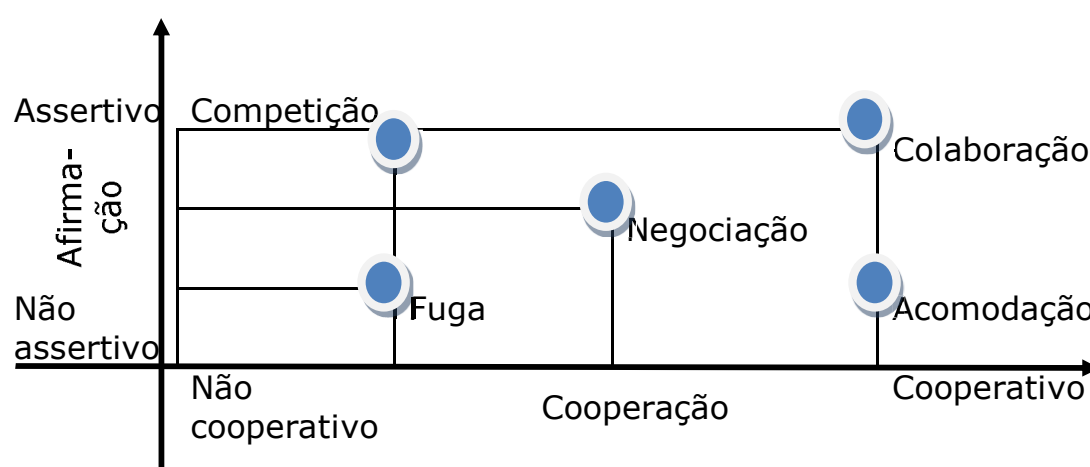 Assertivo
Competição
Colaboração
Afirma-
ção
Negociação
Não
assertivo
Fuga
Acomodação
Não
cooperativo
Cooperação
Cooperativo